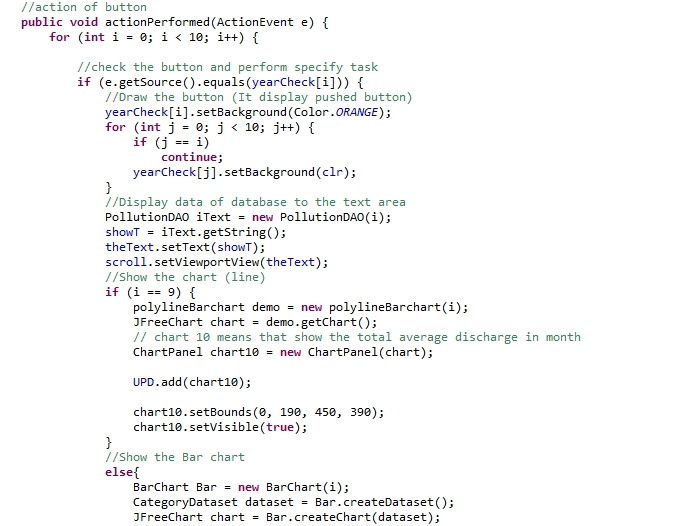 //action of button
public void actionPerformed(ActionEvent e) {
for (int i = 0; i < 10; i++) {
//check the button and perform specify task
if (e.getSource().equals(yearCheck[i])) {
//Draw the button (It display pushed button)
yearCheck[i].setBackground(Color.ORANGE);
for (int j = 0; j < 10; j++) {
if (j == i)
continue;
yearCheck[j].setBackground(clr);
}
//Display data of database to the text area
PollutionDAO iText = new PollutionDAO(i);
showT = iText.getString();
theText.setText(showT);
scroll.setViewportView(theText);
//Show the chart (line)
if (i == 9) {
polylineBarchart demo = new polylineBarchart(i);
JFreeChart chart = demo.getChart();
// chart 10 means that show the total average discharge in month
ChartPanel chart10 = new ChartPanel(chart);
UPD.add(chart10);
chart10.setBounds(0, 190, 450, 390);
chart10.setVisible(true);
}
//Show the Bar chart
else{
BarChart Bar = new BarChart(i);
CategoryDataset dataset = Bar.createDataset();
JFreeChart chart = Bar.createChart(dataset);